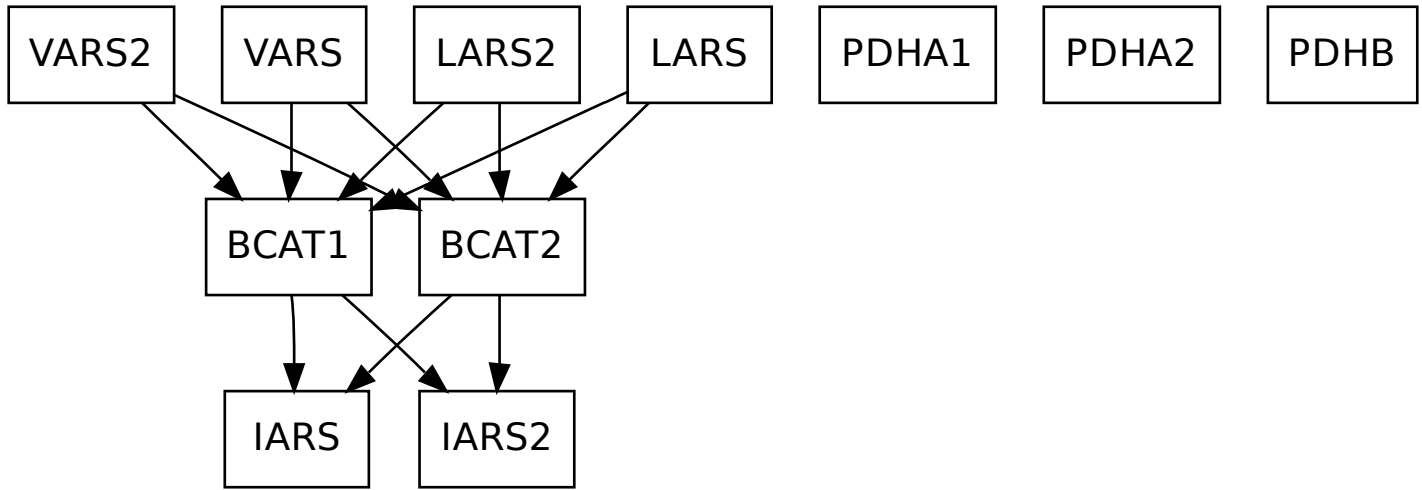 VARS2 VARS LARS2 LARS PDHA1 PDHA2 PDHB
BCAT1 BCAT2
IARS IARS2